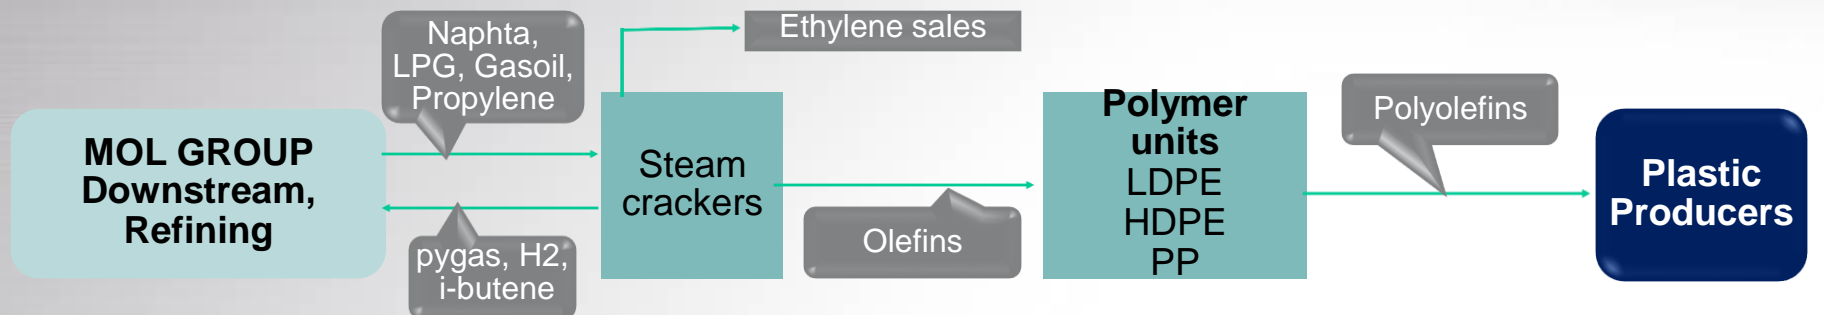 Naphta,
LPG, Gasoil,
Propylene
Ethylene sales
MOL GROUP
Downstream,
Refining
Steam
crackers
Polymer
units
LDPE
HDPE
PP
Polyolefins
Plastic
Producers
pygas, H2,
i-butene
Olefins